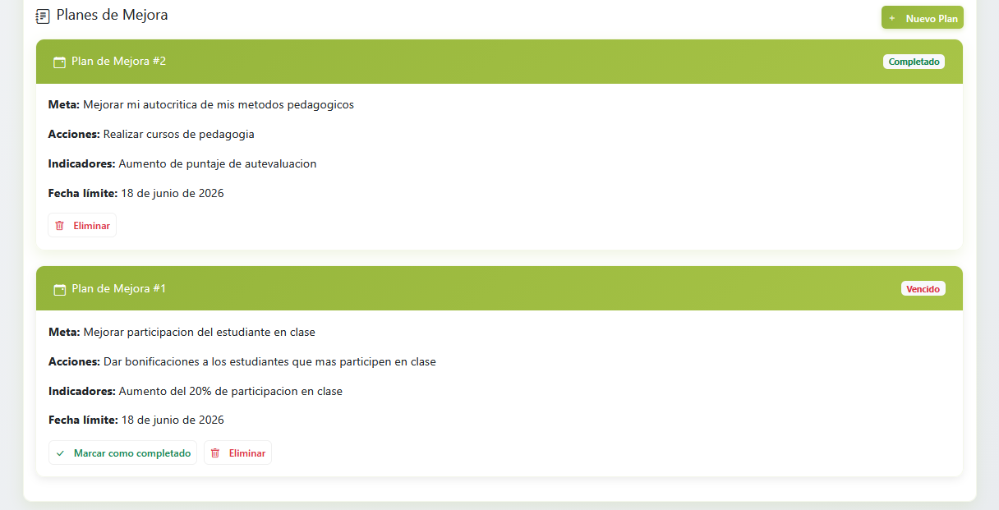 Planes de Mejora
+ Nuevo Plan
Plan de Mejora #2
Completado
Meta: Mejorar mi autocritica de mis metodos pedagogicos
Acciones: Realizar cursos de pedagogia
Indicadores: Aumento de puntaje de autevaluacion
Fecha límite: 18 de junio de 2026
Eliminar
Plan de Mejora #1
Vencido
Meta: Mejorar participacion del estudiante en clase
Acciones: Dar bonificaciones a los estudiantes que mas participen en clase
Indicadores: Aumento del 20% de participacion en clase
Fecha límite: 18 de junio de 2026
Marcar como completado
Eliminar